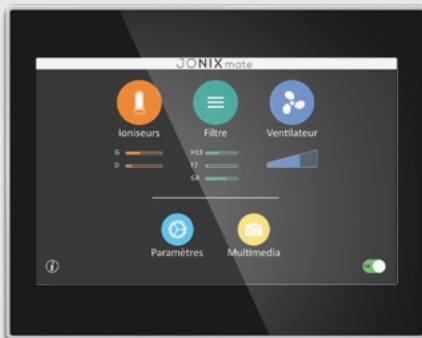 JONIX mate
Ioniseurs Filtre Ventilateur
G H13
D F7
G4
Paramètres Multimedia
i